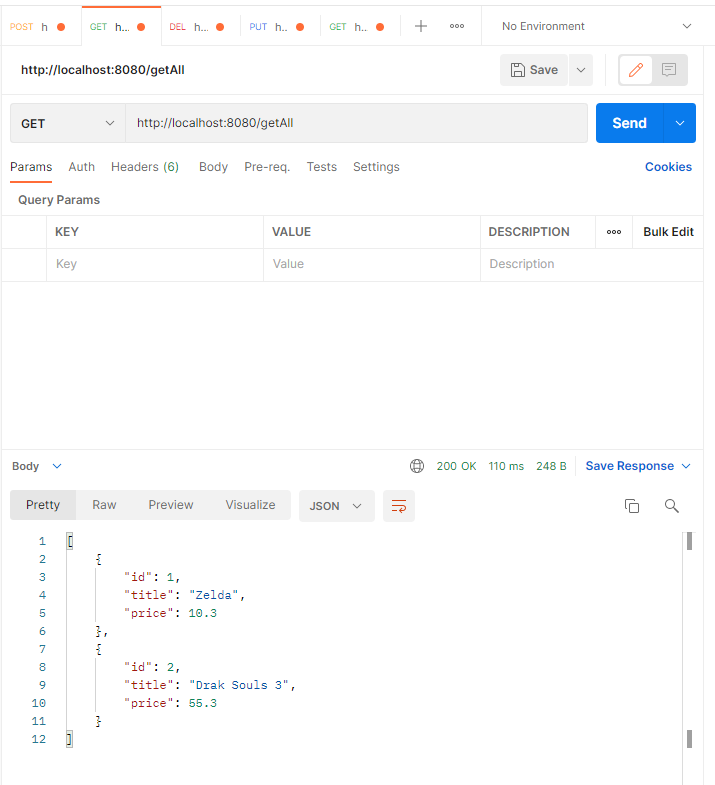 POST h GET h... DEL h... PUT h.. GET h.. No Environment
http://localhost:8080/getAll Save
GET http://localhost:8080/getAll Send
Params Auth Headers (6) Body Pre-req. Tests Settings Cookies
Query Params
KEY VALUE DESCRIPTION Bulk Edit
Key Value Description
Body 200 OK 110 ms 248 B Save Response
Pretty Raw Preview Visualize JSON
1 [
2 {
3 "id": 1,
4 "title": "Zelda",
5 "price": 10.3
6 },
7 {
8 "id": 2,
9 "title": "Drak Souls 3",
10 "price": 55.3
11 }
12 ]